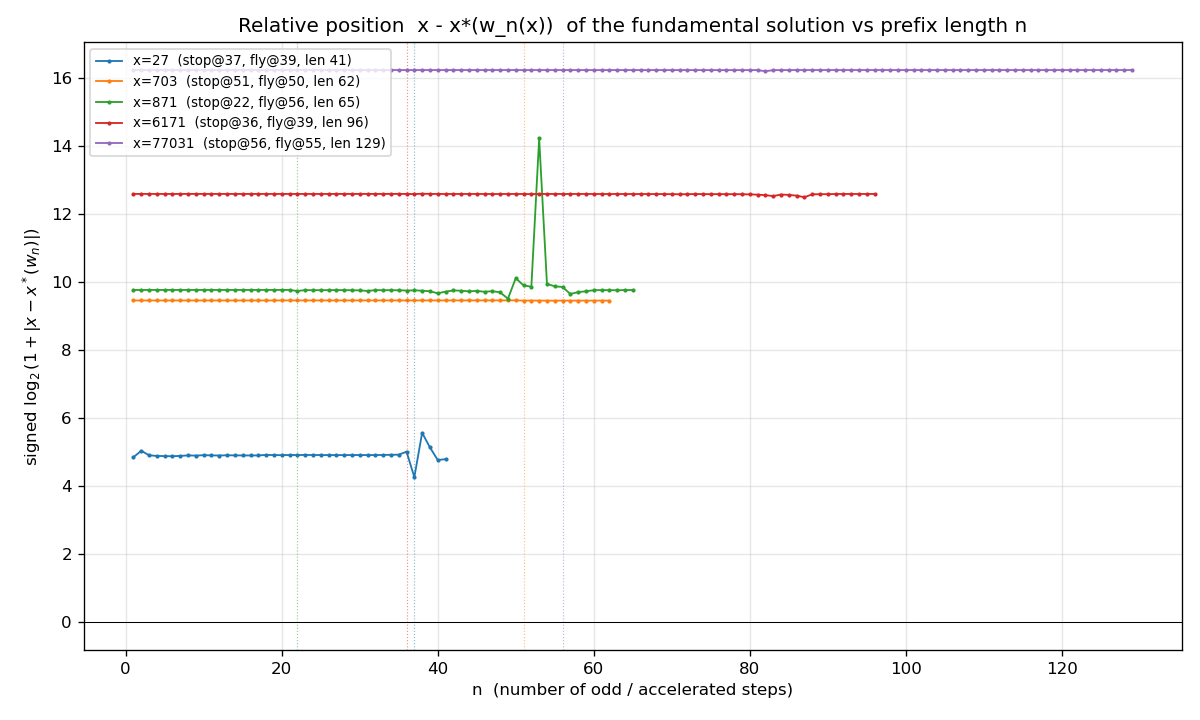 Relative position  x - x*(w_n(x))  of the fundamental solution vs prefix length n
x=27  (stop@37, fly@39, len 41)
x=703  (stop@51, fly@50, len 62)
x=871  (stop@22, fly@56, len 65)
x=6171  (stop@36, fly@39, len 96)
x=77031  (stop@56, fly@55, len 129)
signed log₂(1 + |x − x*(wₙ)|)
16
14
12
10
8
6
4
2
0
0 20 40 60 80 100 120
n  (number of odd / accelerated steps)